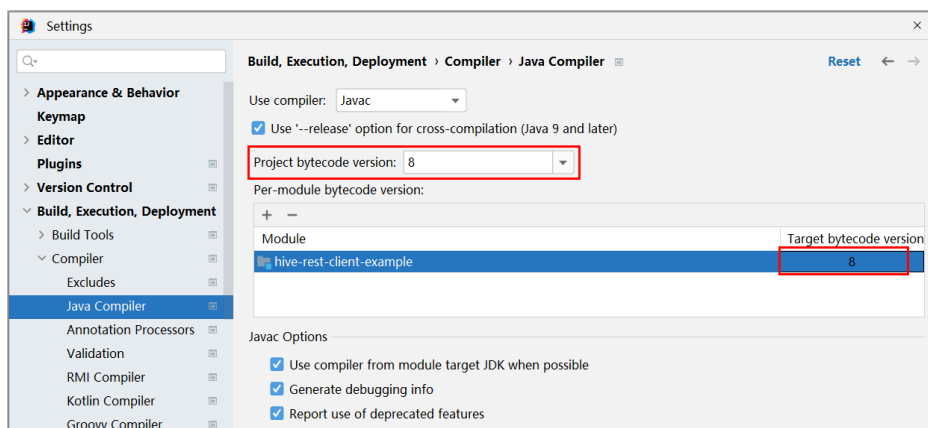 Settings
Build, Execution, Deployment › Compiler › Java Compiler
Reset
Appearance & Behavior
Keymap
Editor
Plugins
Version Control
Build, Execution, Deployment
Build Tools
Compiler
Excludes
Java Compiler
Annotation Processors
Validation
RMI Compiler
Kotlin Compiler
Groovy Compiler
Use compiler: Javac
Use '--release' option for cross-compilation (Java 9 and later)
Project bytecode version: 8
Per-module bytecode version:
Module Target bytecode version
hive-rest-client-example 8
Javac Options
Use compiler from module target JDK when possible
Generate debugging info
Report use of deprecated features